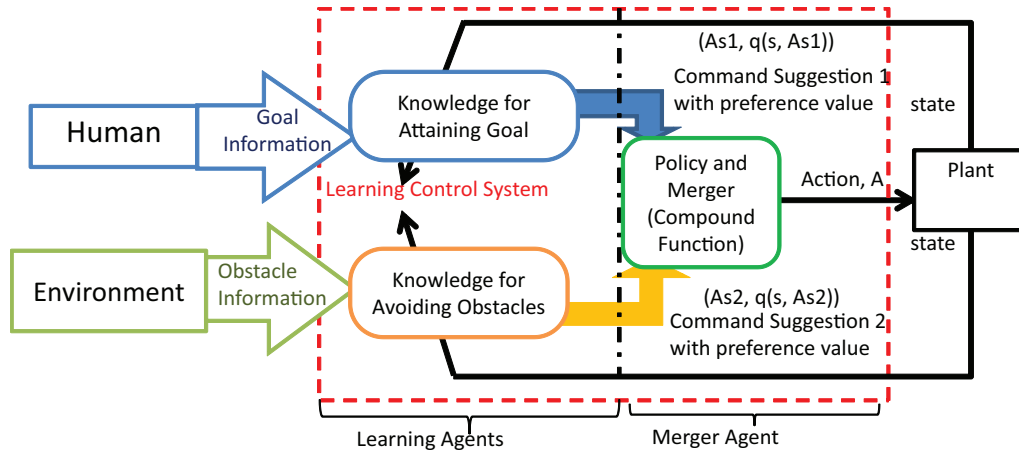 (As1, q(s, As1))
Command Suggestion 1
with preference value
state
Human
Goal
Information
Knowledge for
Attaining Goal
Learning Control System
Policy and
Merger
(Compound
Function)
Action, A
Plant
state
Environment
Obstacle
Information
Knowledge for
Avoiding Obstacles
(As2, q(s, As2))
Command Suggestion 2
with preference value
Learning Agents
Merger Agent